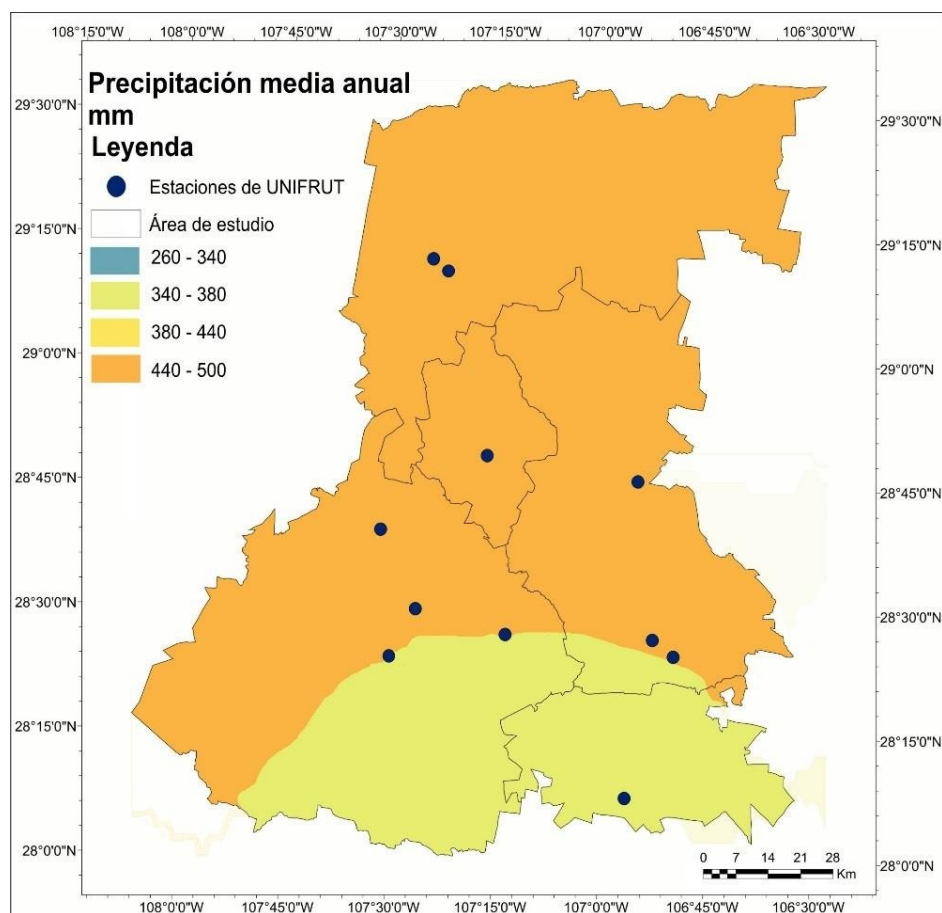 108°15'0"W 108°0'0"W 107°45'0"W 107°30'0"W 107°15'0"W 107°0'0"W 106°45'0"W 106°30'0"W
Precipitación media anual
mm
Leyenda
Estaciones de UNIFRUT
Área de estudio
260 - 340
340 - 380
380 - 440
440 - 500
29°30'0"N
29°15'0"N
29°0'0"N
28°45'0"N
28°30'0"N
28°15'0"N
28°0'0"N
29°30'0"N
29°15'0"N
29°0'0"N
28°45'0"N
28°30'0"N
28°15'0"N
28°0'0"N
0 7 14 21 28
Km
108°0'0"W 107°45'0"W 107°30'0"W 107°15'0"W 107°0'0"W 106°45'0"W 106°30'0"W